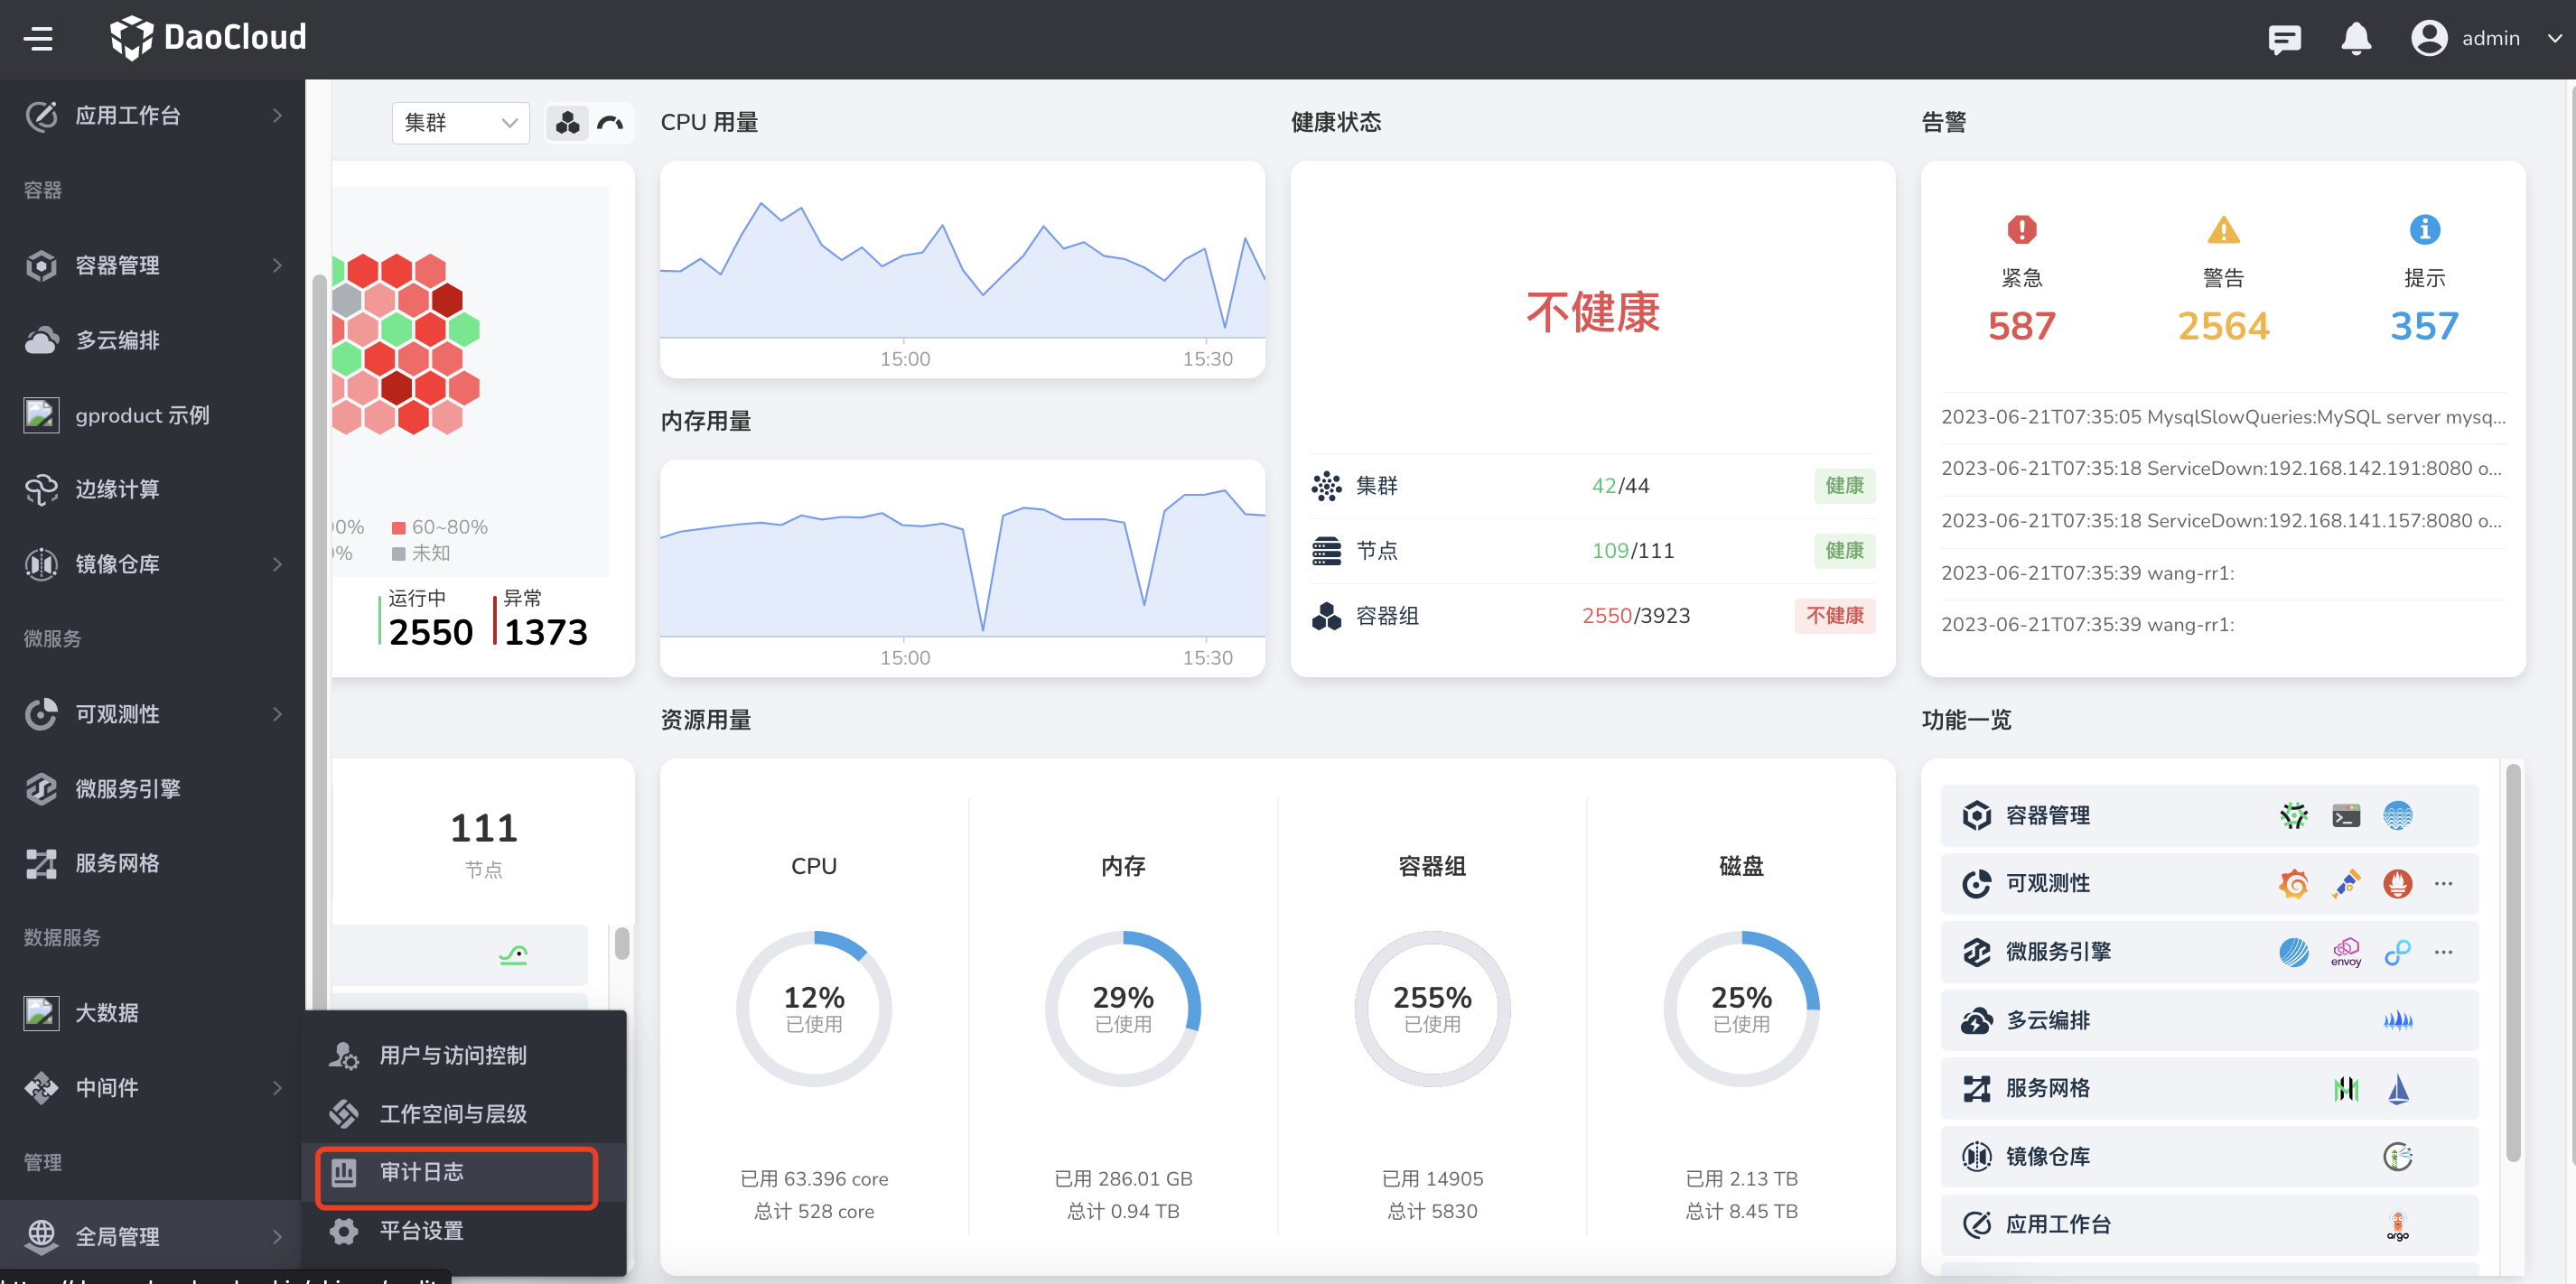 DaoCloud
admin
应用工作台
容器
容器管理
多云编排
gproduct 示例
边缘计算
镜像仓库
微服务
可观测性
微服务引擎
服务网格
数据服务
大数据
中间件
管理
全局管理
用户与访问控制
工作空间与层级
审计日志
平台设置
集群
60~80%
未知
运行中
2550
异常
1373
111
节点
CPU 用量
15:00
15:30
内存用量
15:00
15:30
健康状态
不健康
集群 42/44 健康
节点 109/111 健康
容器组 2550/3923 不健康
告警
紧急 警告 提示
587 2564 357
2023-06-21T07:35:05 MysqlSlowQueries:MySQL server mysq...
2023-06-21T07:35:18 ServiceDown:192.168.142.191:8080 o...
2023-06-21T07:35:18 ServiceDown:192.168.141.157:8080 o...
2023-06-21T07:35:39 wang-rr1:
2023-06-21T07:35:39 wang-rr1:
资源用量
CPU
12%
已使用
已用 63.396 core
总计 528 core
内存
29%
已使用
已用 286.01 GB
总计 0.94 TB
容器组
255%
已使用
已用 14905
总计 5830
磁盘
25%
已使用
已用 2.13 TB
总计 8.45 TB
功能一览
容器管理
可观测性 ...
微服务引擎 envoy ...
多云编排
服务网格
镜像仓库
应用工作台 argo